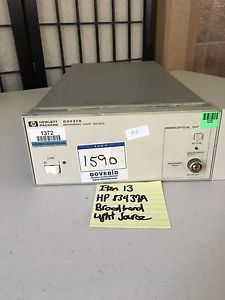 HEWLETT
PACKARD
83437A
BROADBAND LIGHT SOURCE
1372
LINE
1590
DOVEBID
OPTICAL OUT
ACTIVE
Item 13
HP 83437A
Broadband
Light Source